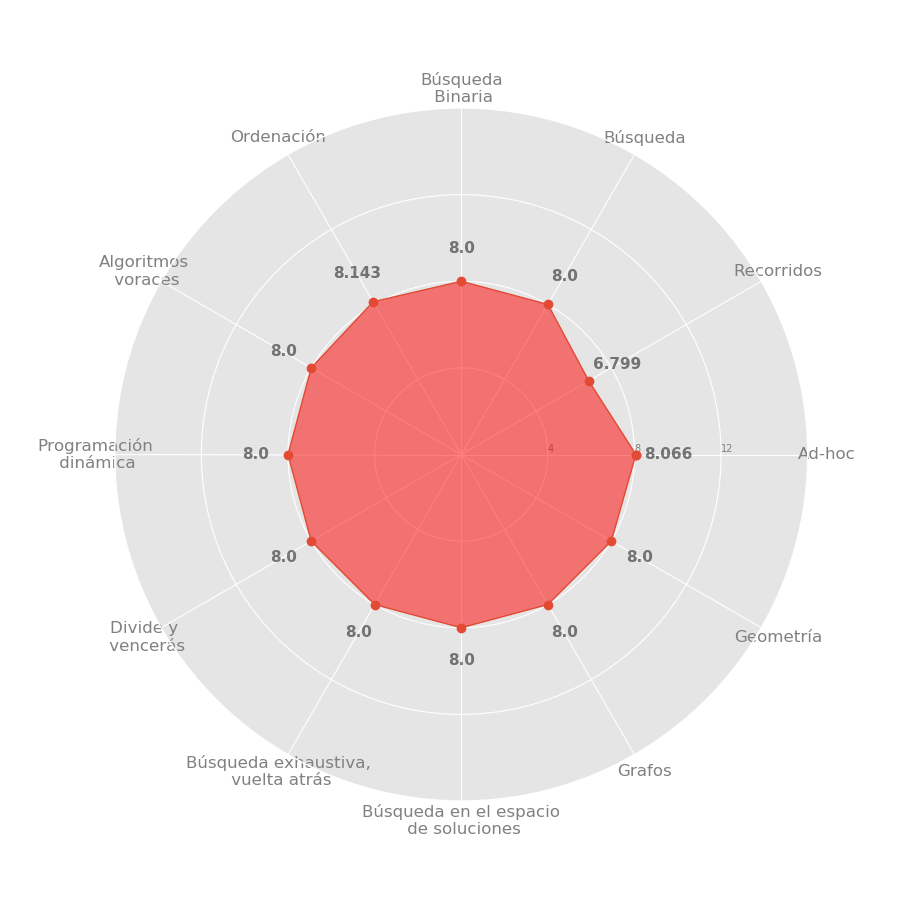 Búsqueda
Binaria
Ordenación
Búsqueda
8.0
Algoritmos
voraces
8.143
8.0
Recorridos
8.0
6.799
Programación
dinámica
8.0
4
8
12
8.066
Ad-hoc
8.0
8.0
Divide y
vencerás
8.0
8.0
Geometría
8.0
Búsqueda exhaustiva,
vuelta atrás
Grafos
Búsqueda en el espacio
de soluciones